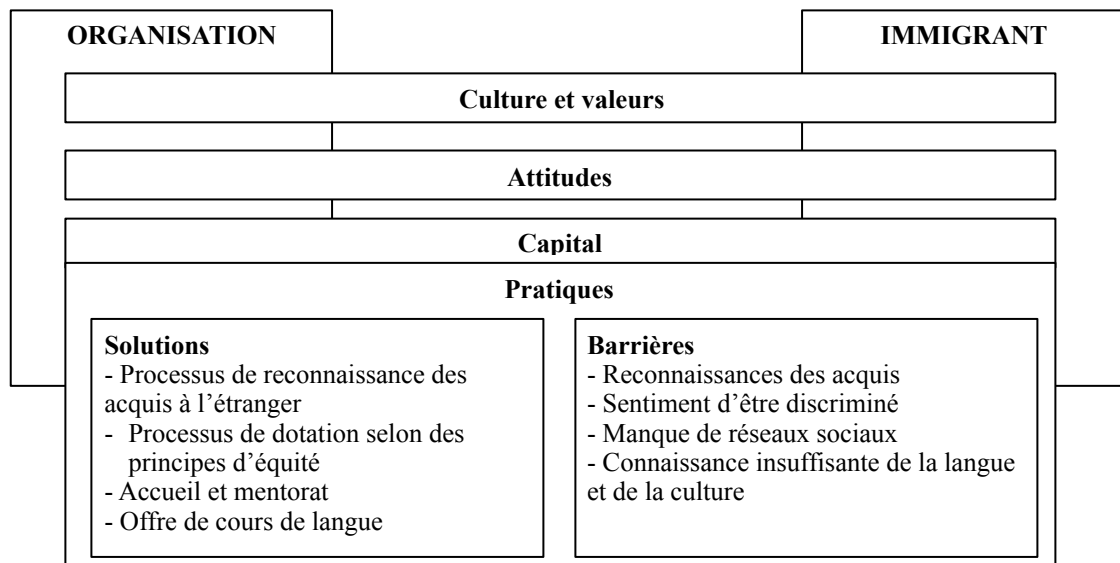 ORGANISATION
IMMIGRANT
Culture et valeurs
Attitudes
Capital
Pratiques
Solutions
- Processus de reconnaissance des
acquis à l’étranger
- Processus de dotation selon des
principes d’équité
- Accueil et mentorat
- Offre de cours de langue
Barrières
- Reconnaissances des acquis
- Sentiment d’être discriminé
- Manque de réseaux sociaux
- Connaissance insuffisante de la langue
et de la culture